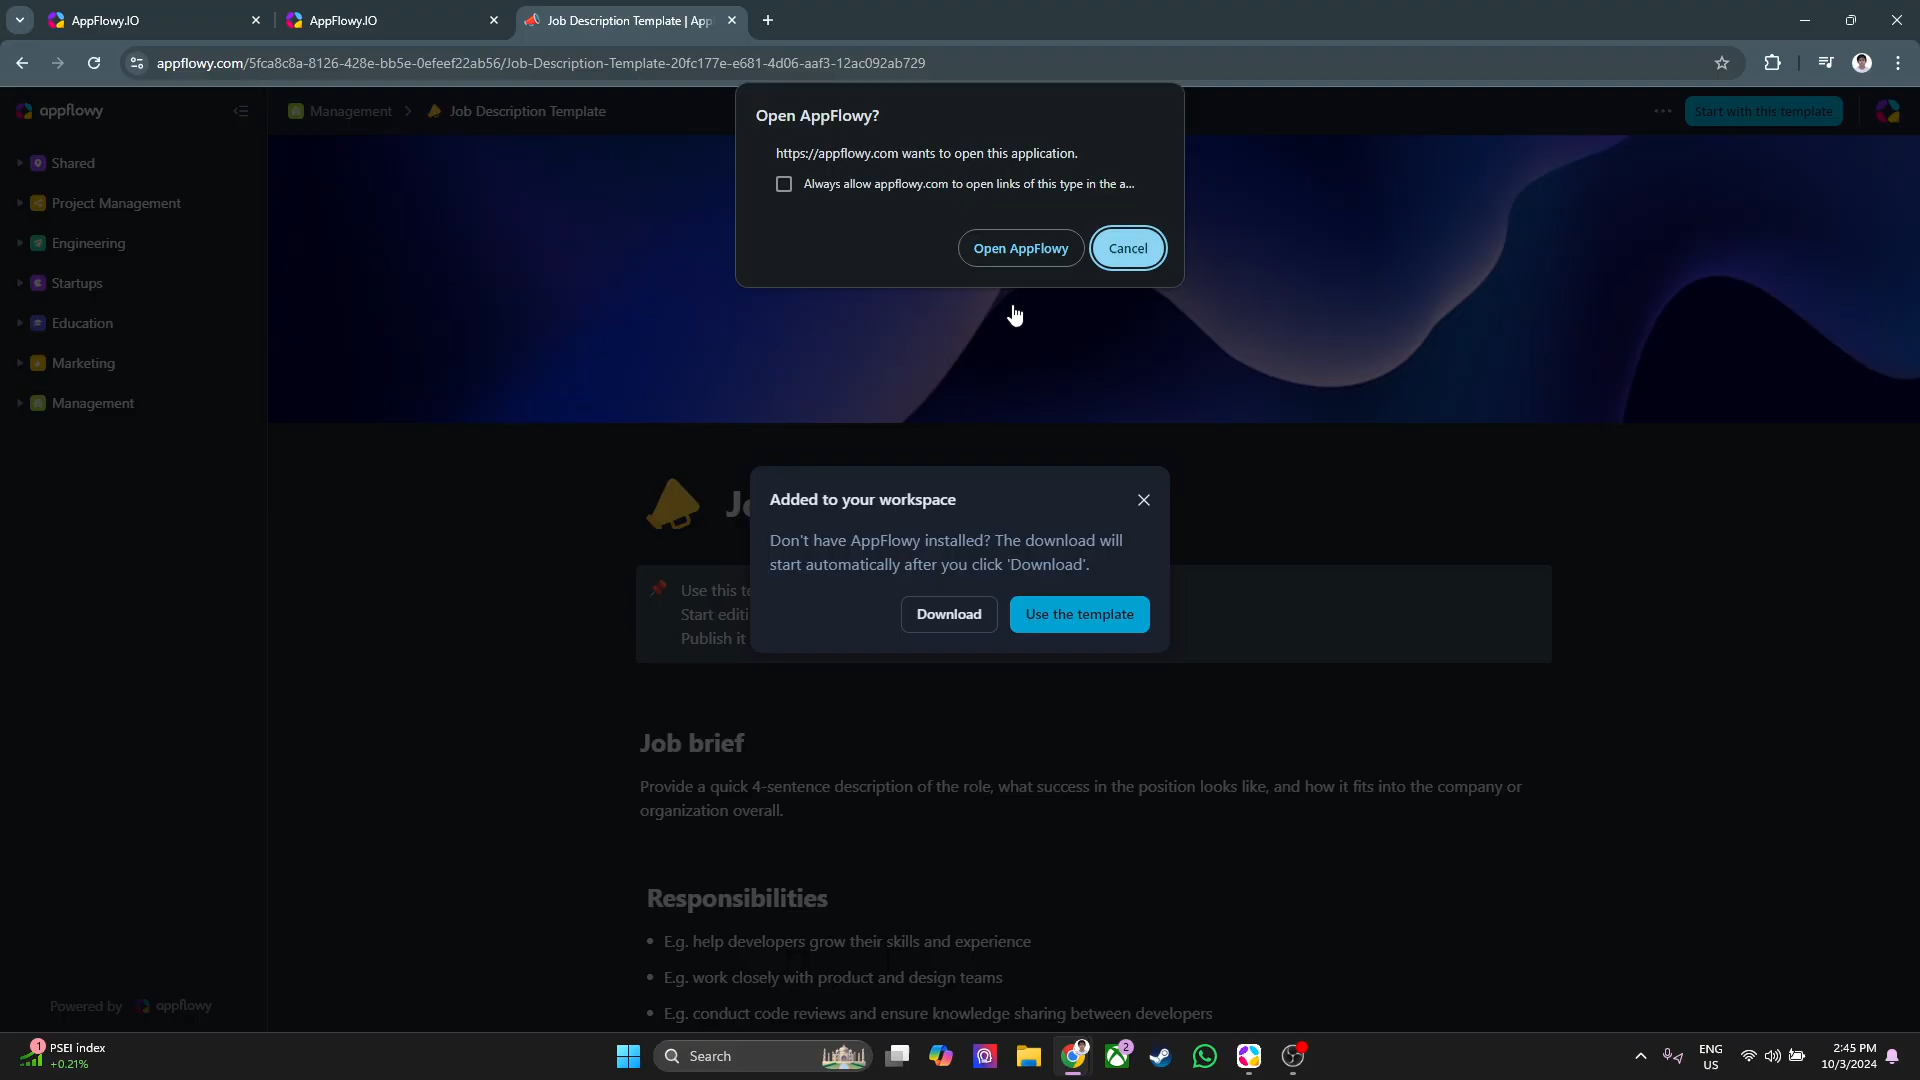 AppFlowy.IO
AppFlowy.IO
Job Description Template | App
appflowy.com/5fca8c8a-8126-428e-bb5e-0efeef22ab56/Job-Description-Template-20fc177e-e681-4d06-aaf3-12ac092ab729
appflowy
Management
Job Description Template
Start with this template
Open AppFlowy?
https://appflowy.com wants to open this application.
Always allow appflowy.com to open links of this type in the a...
Open AppFlowy
Cancel
Shared
Project Management
Engineering
Startups
Education
Marketing
Management
Jo
Added to your workspace
Don't have AppFlowy installed? The download will
start automatically after you click 'Download'.
Download
Use the template
Use this te
Start editi
Publish it
Job brief
Provide a quick 4-sentence description of the role, what success in the position looks like, and how it fits into the company or
organization overall.
Responsibilities
• E.g. help developers grow their skills and experience
• E.g. work closely with product and design teams
• E.g. conduct code reviews and ensure knowledge sharing between developers
Powered by appflowy
1
PSEI index
+0.21%
Search
2
ENG
US
2:45 PM
10/3/2024